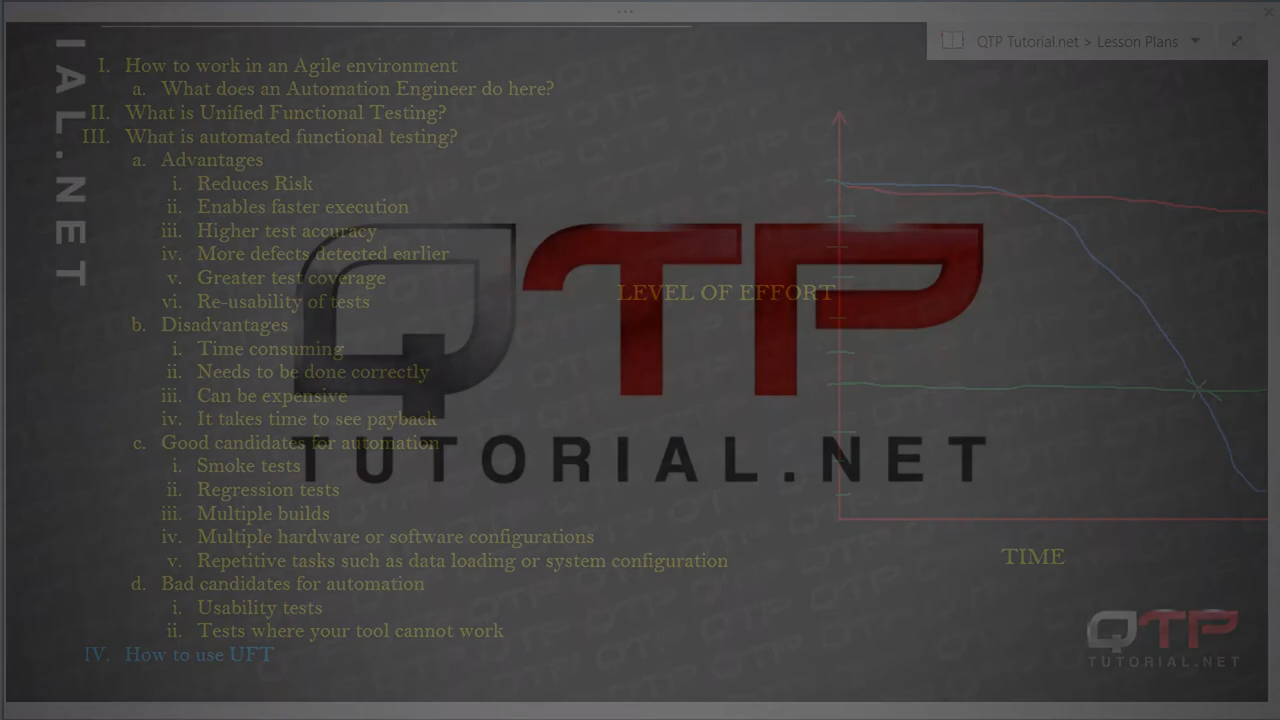 IAL.NET
QTP Tutorial.net > Lesson Plans
I. How to work in an Agile environment
a. What does an Automation Engineer do here?
II. What is Unified Functional Testing?
III. What is automated functional testing?
a. Advantages
i. Reduces Risk
ii. Enables faster execution
iii. Higher test accuracy
iv. More defects detected earlier
v. Greater test coverage
vi. Re-usability of tests
b. Disadvantages
i. Time consuming
ii. Needs to be done correctly
iii. Can be expensive
iv. It takes time to see payback
c. Good candidates for automation
i. Smoke tests
ii. Regression tests
iii. Multiple builds
iv. Multiple hardware or software configurations
v. Repetitive tasks such as data loading or system configuration
d. Bad candidates for automation
i. Usability tests
ii. Tests where your tool cannot work
IV. How to use UFT
LEVEL OF EFFORT
TIME
QTP
TUTORIAL.NET
QTP
TUTORIAL.NET